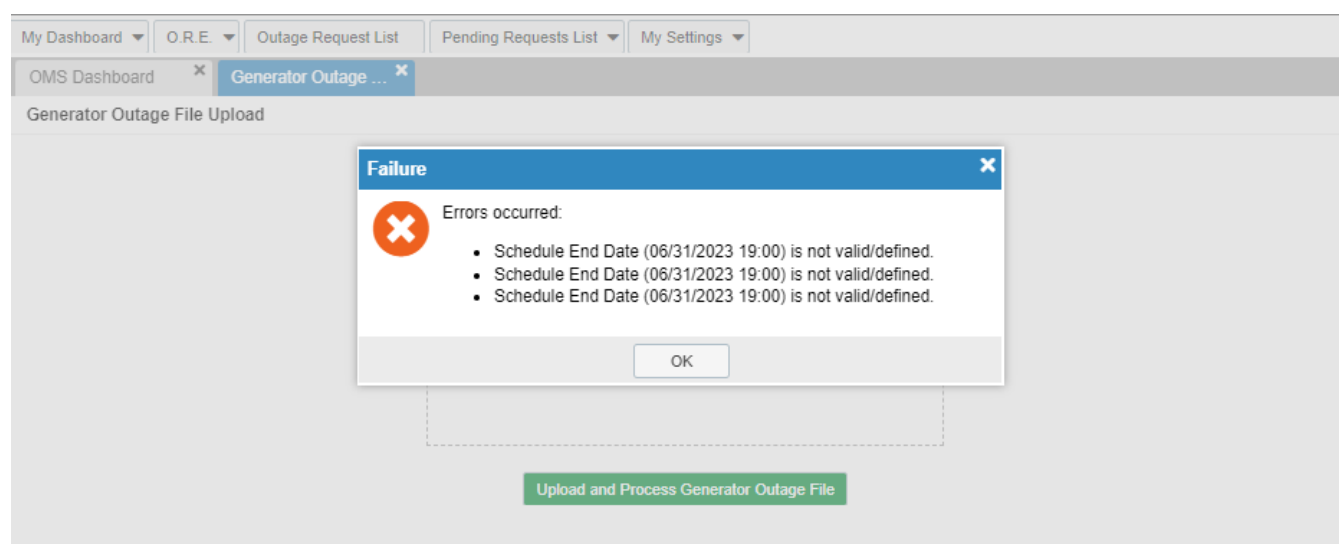 My Dashboard O.R.E. Outage Request List Pending Requests List My Settings
OMS Dashboard Generator Outage ...
Generator Outage File Upload
Failure
Errors occurred:
• Schedule End Date (06/31/2023 19:00) is not valid/defined.
• Schedule End Date (06/31/2023 19:00) is not valid/defined.
• Schedule End Date (06/31/2023 19:00) is not valid/defined.
OK
Upload and Process Generator Outage File